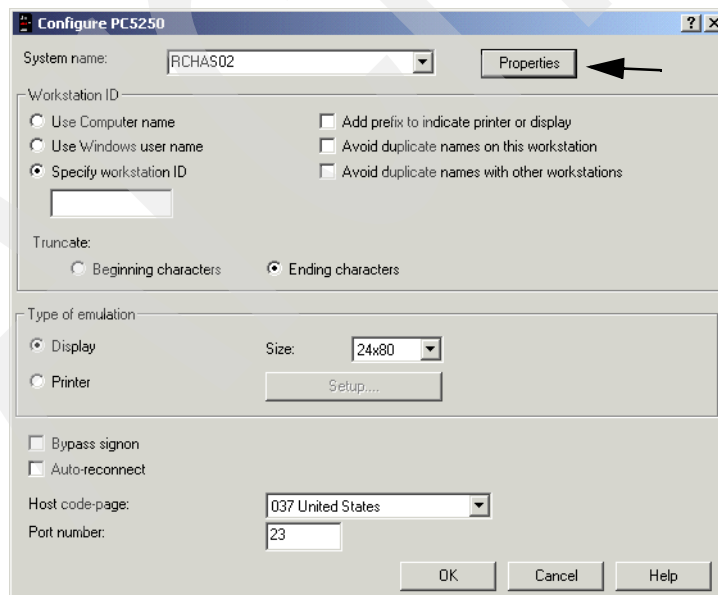 Configure PC5250
System name: RCHAS02 Properties
Workstation ID
Use Computer name
Add prefix to indicate printer or display
Use Windows user name
Avoid duplicate names on this workstation
Specify workstation ID
Avoid duplicate names with other workstations
Truncate:
Beginning characters Ending characters
Type of emulation
Display Size: 24x80
Printer Setup....
Bypass signon
Auto-reconnect
Host code-page: 037 United States
Port number: 23
OK Cancel Help